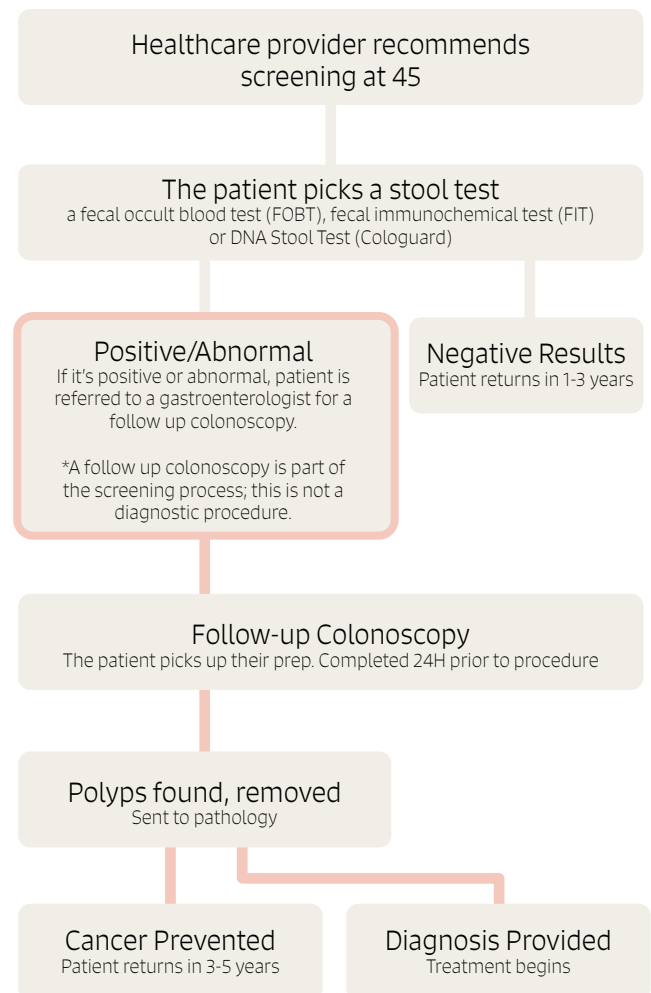 Healthcare provider recommends
screening at 45
The patient picks a stool test
a fecal occult blood test (FOBT), fecal immunochemical test (FIT)
or DNA Stool Test (Cologuard)
Positive/Abnormal
If it's positive or abnormal, patient is
referred to a gastroenterologist for a
follow up colonoscopy.
*A follow up colonoscopy is part of
the screening process; this is not a
diagnostic procedure.
Negative Results
Patient returns in 1-3 years
Follow-up Colonoscopy
The patient picks up their prep. Completed 24H prior to procedure
Polyps found, removed
Sent to pathology
Cancer Prevented
Patient returns in 3-5 years
Diagnosis Provided
Treatment begins